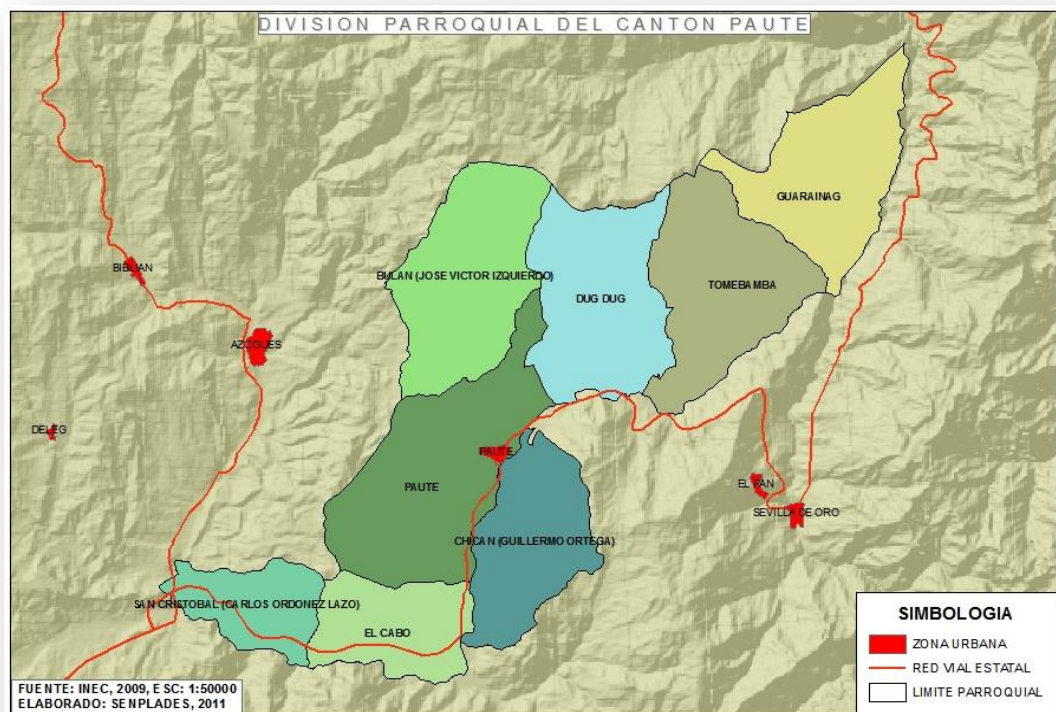 DIVISION PARROQUIAL DEL CANTON PAUTE
GUARAINAG
BIBLIAN
BULAN (JOSE VICTOR IZQUIERDO)
DUG DUG
TOMEBAMBA
AZOGUES
DELEG
PAUTE
PAUTE
EL PAN
SEVILLA DE ORO
CHICAN (GUILLERMO ORTEGA)
SAN CRISTOBAL (CARLOS ORDONEZ LAZO)
EL CABO
SIMBOLOGIA
ZONA URBANA
RED VIAL ESTATAL
LIMITE PARROQUIAL
FUENTE: INEC, 2009, ESC: 1:50000
ELABORADO: SENPLADES, 2011